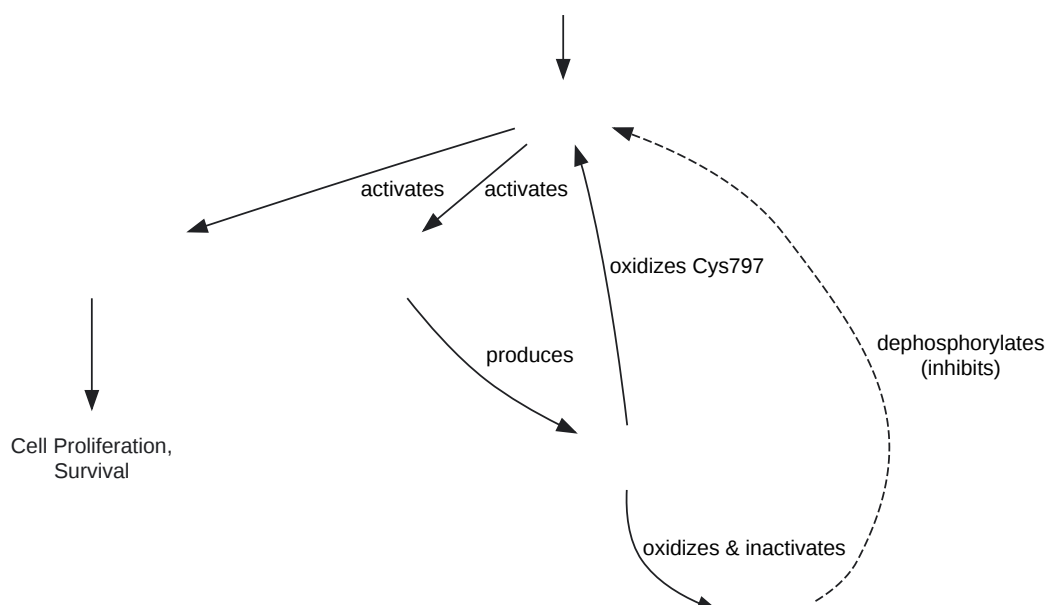 activates
activates
oxidizes Cys797
produces
dephosphorylates
(inhibits)
Cell Proliferation,
Survival
oxidizes & inactivates